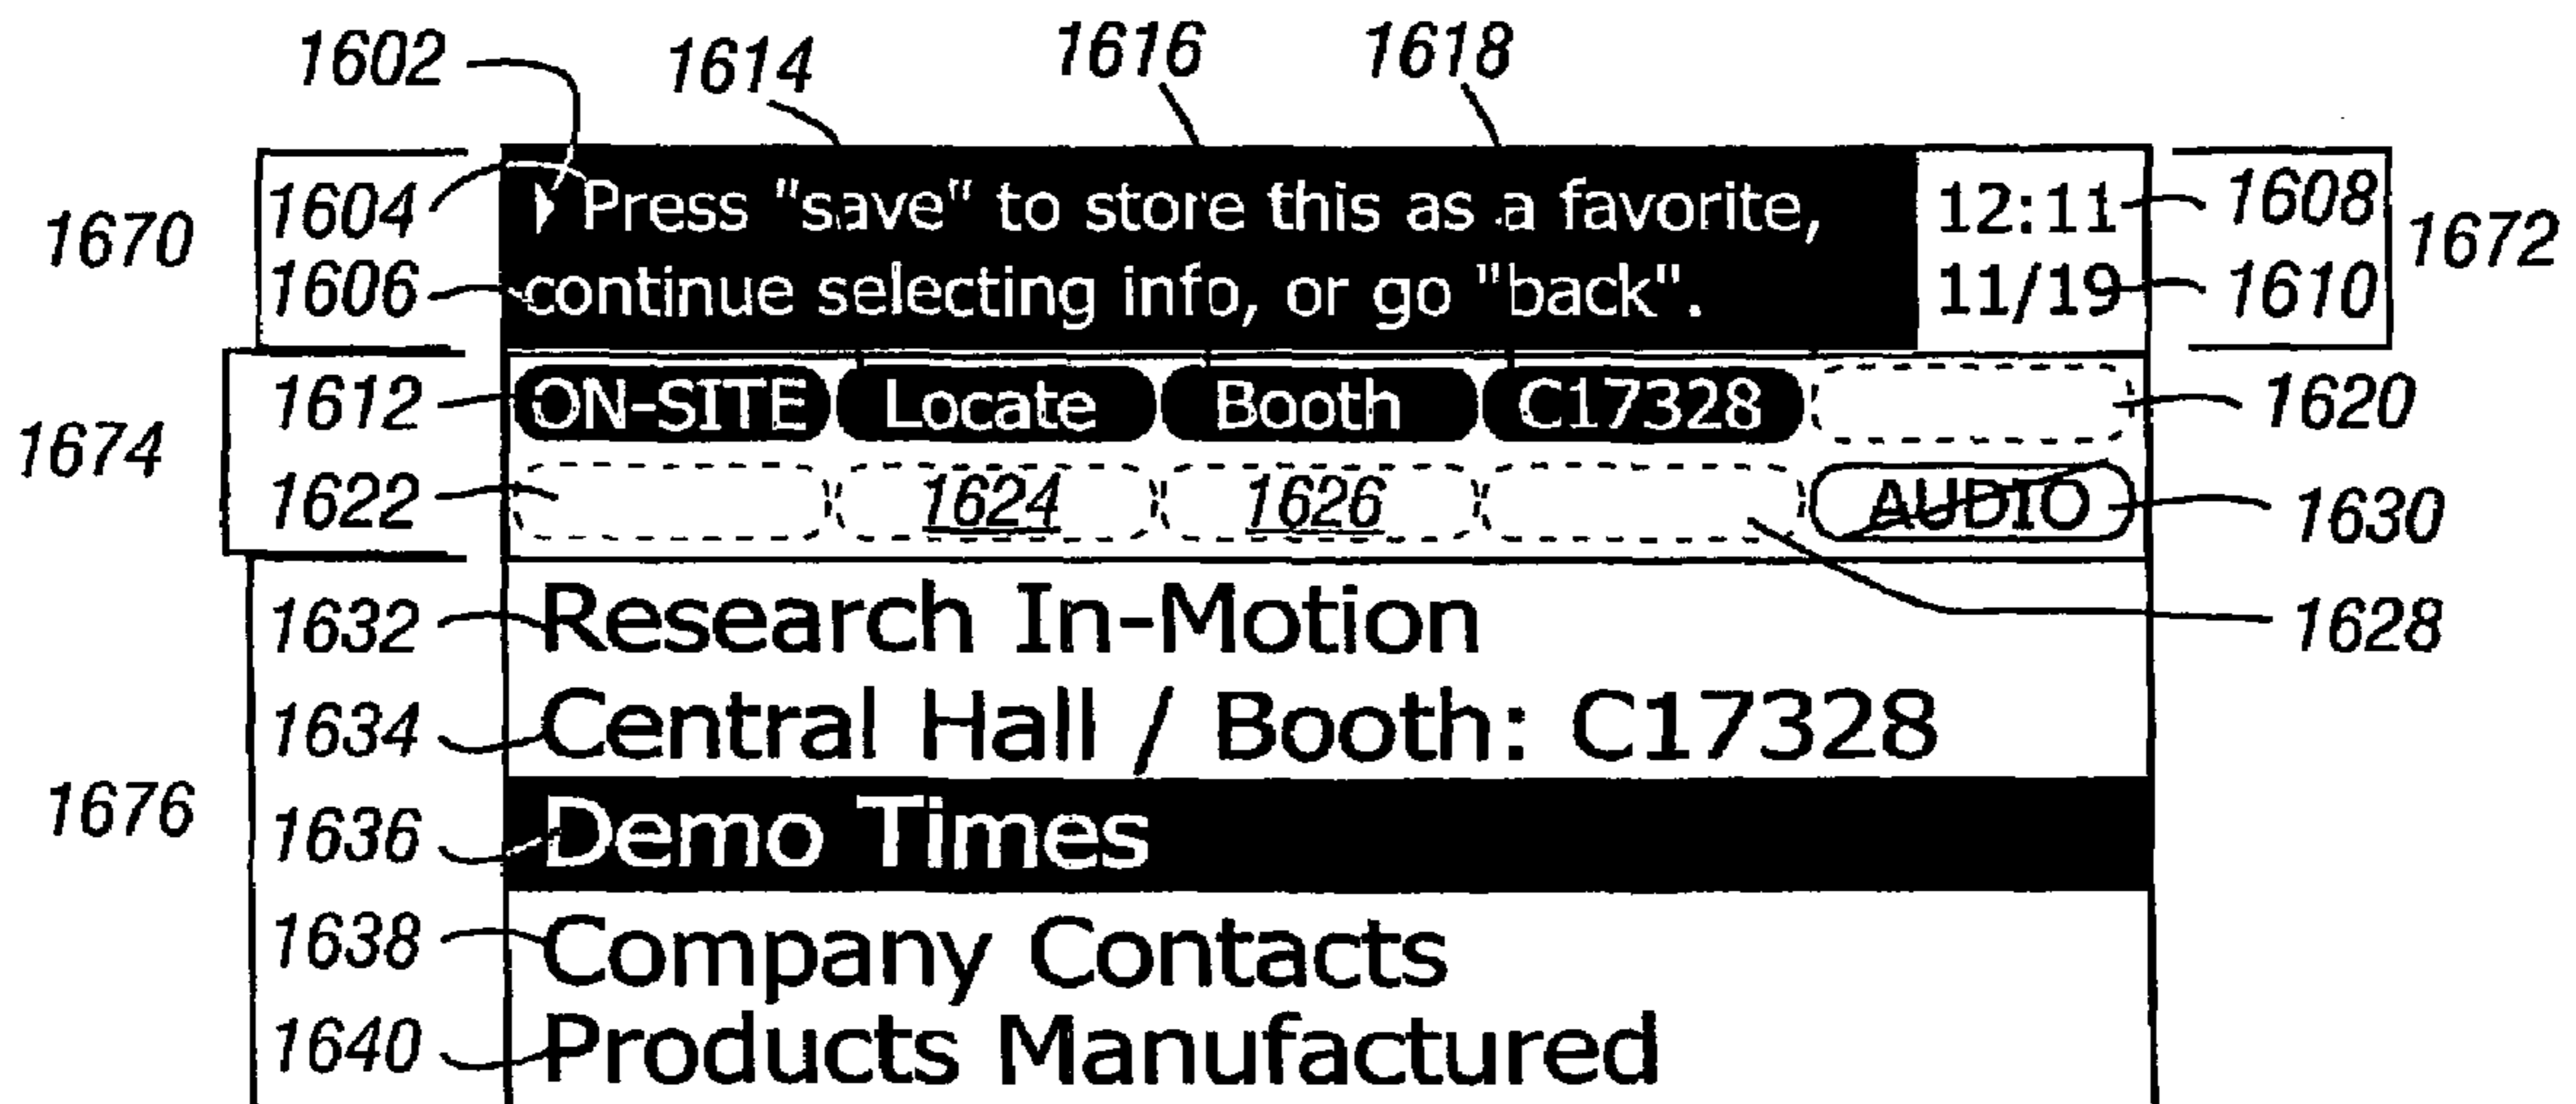 1602 1614 1616 1618
1670 1604 ▶ Press "save" to store this as a favorite, 12:11 1608 1672
1606 continue selecting info, or go "back". 11/19 1610
1674 1612 ON-SITE Locate Booth C17328 1620
1622 1624 1626 AUDIO 1630
1632 Research In-Motion 1628
1634 Central Hall / Booth: C17328
1676 1636 Demo Times
1638 Company Contacts
1640 Products Manufactured